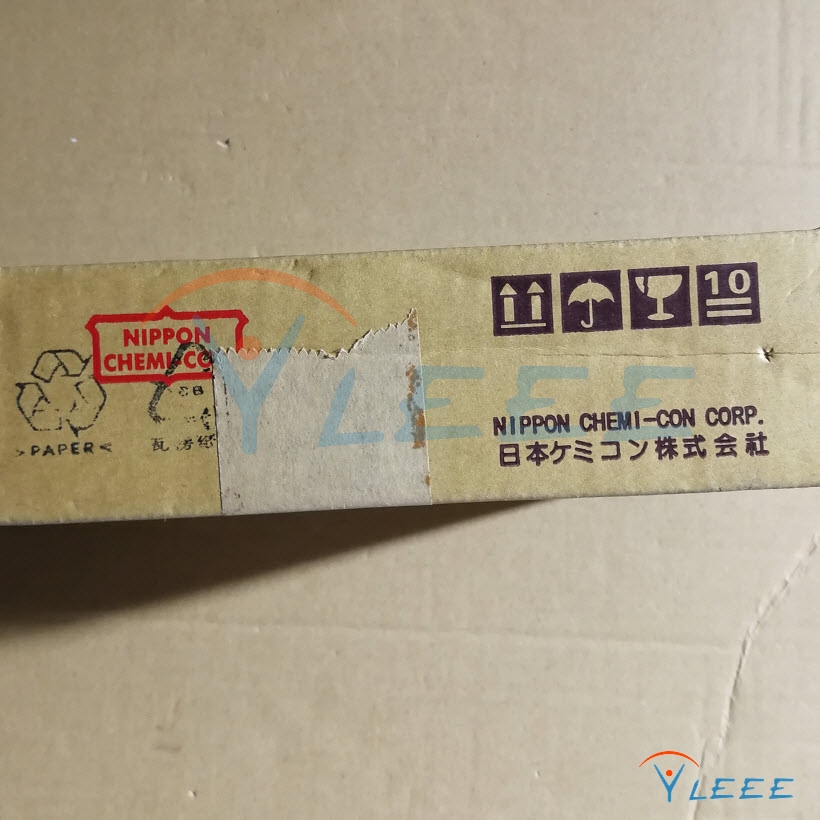 NIPPON
CHEMI-CO
>PAPER<
10
NIPPON CHEMI-CON CORP.
日本ケミコン株式会社
YLEEE
YLEEE